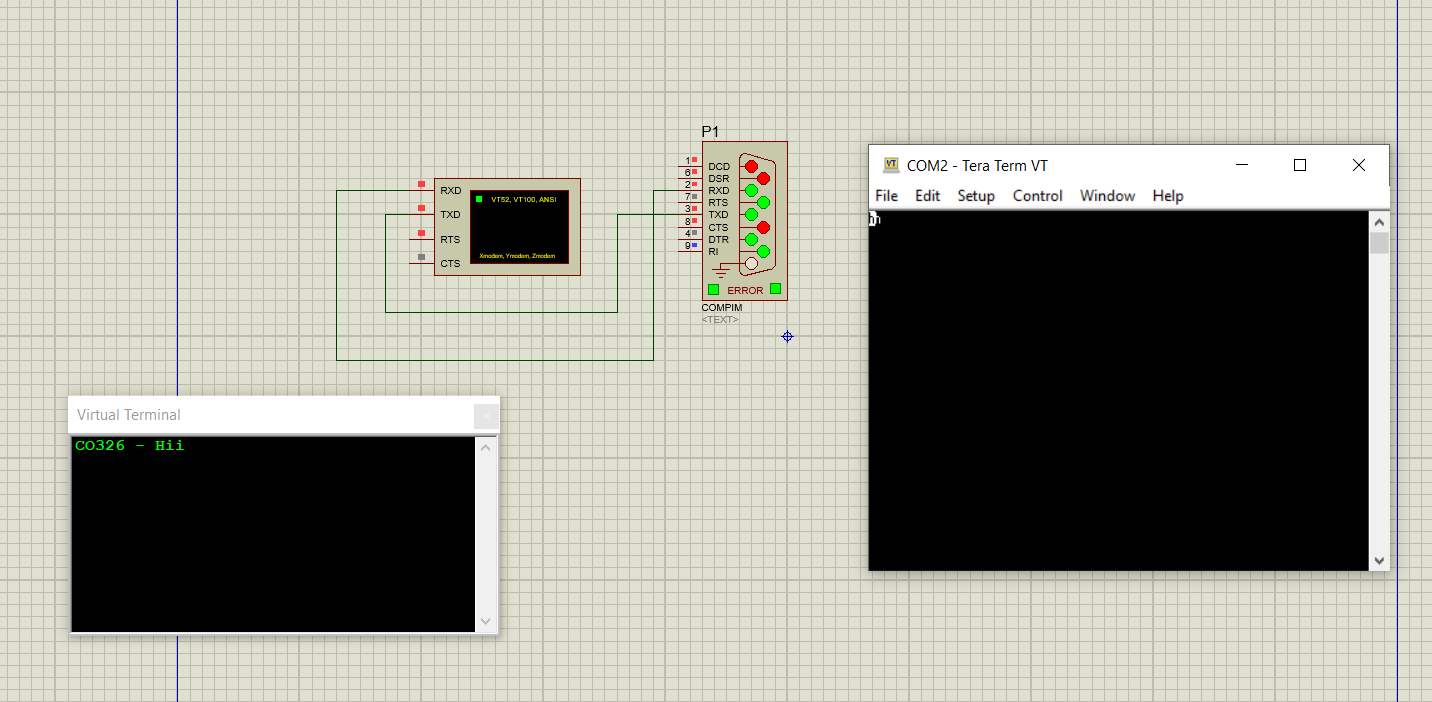 P1
1
DCD
6
DSR
2
RXD
7
RTS
3
TXD
8
CTS
4
DTR
9
RI
ERROR
COMPIM
<TEXT>
RXD
TXD
RTS
CTS
VT52, VT100, ANSI
Xmodem, Ymodem, Zmodem
VT
COM2 - Tera Term VT
File Edit Setup Control Window Help
Virtual Terminal
CO326 - Hii